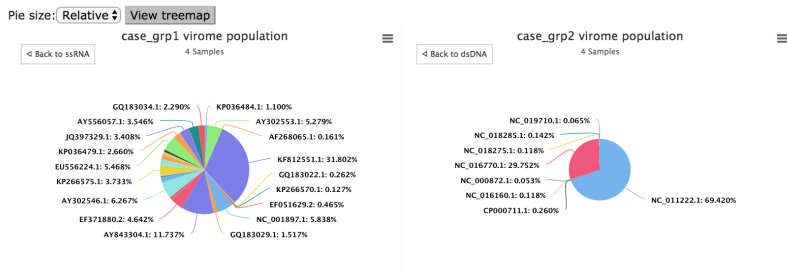 Pie size: Relative View treemap
case_grp1 virome population
4 Samples
◁ Back to ssRNA
GQ183034.1: 2.290%
KP036484.1: 1.100%
AY556057.1: 3.546%
AY302553.1: 5.279%
JQ397329.1: 3.408%
AF268065.1: 0.161%
KP036479.1: 2.660%
KF812551.1: 31.802%
EU556224.1: 5.468%
GQ183022.1: 0.262%
KP266575.1: 3.733%
KP266570.1: 0.127%
AY302546.1: 6.267%
EF051629.2: 0.465%
EF371880.2: 4.642%
NC_001897.1: 5.838%
AY843304.1: 11.737%
GQ183029.1: 1.517%
case_grp2 virome population
4 Samples
◁ Back to dsDNA
NC_019710.1: 0.065%
NC_018285.1: 0.142%
NC_018275.1: 0.118%
NC_016770.1: 29.752%
NC_000872.1: 0.053%
NC_016160.1: 0.118%
CP000711.1: 0.260%
NC_011222.1: 69.420%